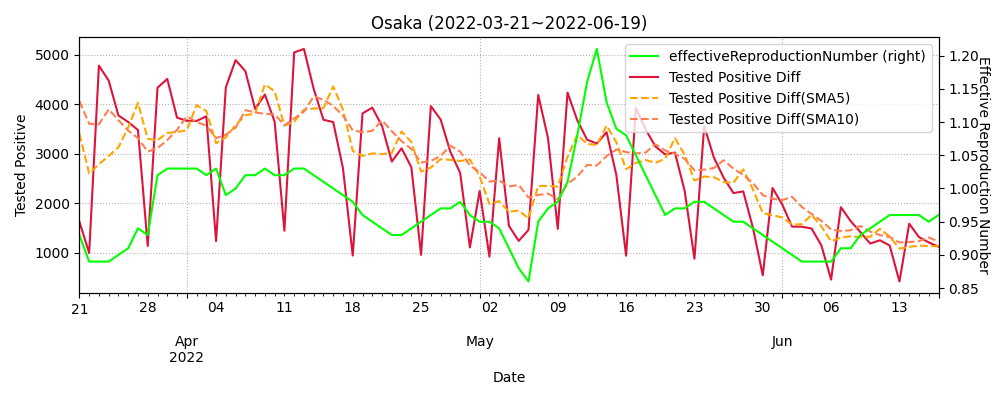 Osaka (2022-03-21~2022-06-19)
effectiveReproductionNumber (right)
Tested Positive Diff
Tested Positive Diff(SMA5)
Tested Positive Diff(SMA10)
Tested Positive
5000
4000
3000
2000
1000
Effective Reproduction Number
1.20
1.15
1.10
1.05
1.00
0.95
0.90
0.85
21 28 04 11 18 25 02 09 16 23 30 06 13
Apr May Jun
2022
Date